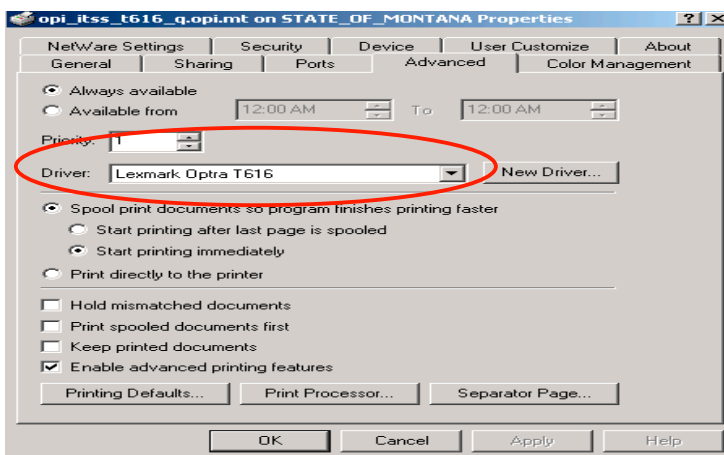 opi_itss_t616_q.opi.mt on STATE_OF_MONTANA Properties
NetWare Settings Security Device User Customize About
General Sharing Ports Advanced Color Management
Always available
Available from 12:00 AM To 12:00 AM
Priority: 1
Driver: Lexmark Optra T616 New Driver...
Spool print documents so program finishes printing faster
Start printing after last page is spooled
Start printing immediately
Print directly to the printer
Hold mismatched documents
Print spooled documents first
Keep printed documents
Enable advanced printing features
Printing Defaults... Print Processor... Separator Page...
OK Cancel Apply Help